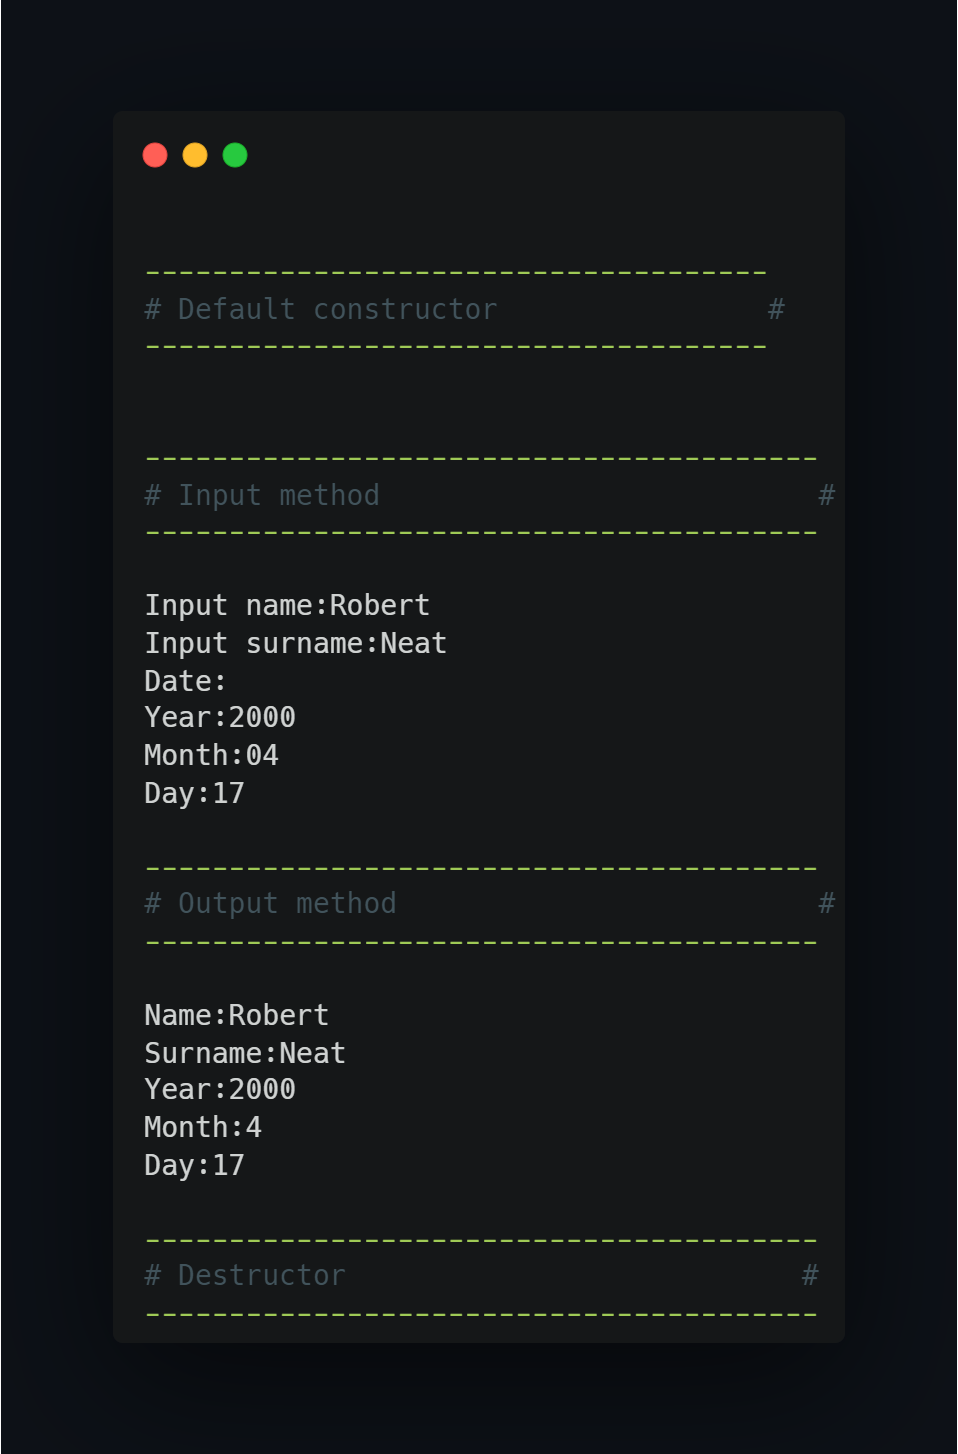 -------------------------------------
# Default constructor                #
-------------------------------------
----------------------------------------
# Input method                          #
----------------------------------------
Input name:Robert
Input surname:Neat
Date:
Year:2000
Month:04
Day:17
----------------------------------------
# Output method                         #
----------------------------------------
Name:Robert
Surname:Neat
Year:2000
Month:4
Day:17
----------------------------------------
# Destructor                           #
----------------------------------------